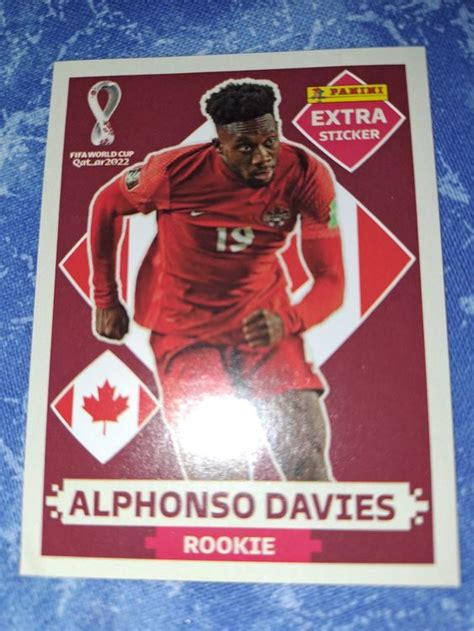 PANINI
EXTRA
STICKER
FIFA WORLD CUP
Qatar2022
19
ALPHONSO DAVIES
ROOKIE